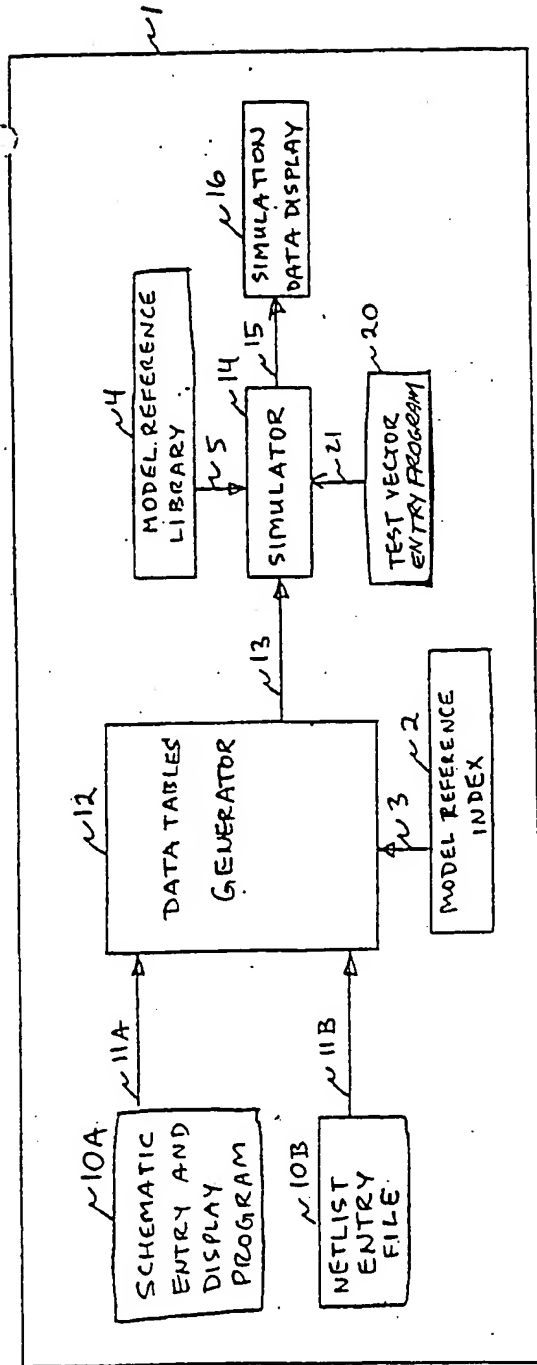 1
10A
SCHEMATIC
ENTRY AND
DISPLAY
PROGRAM
11A
10B
NETLIST
ENTRY
FILE
11B
12
DATA TABLES
GENERATOR
3
2
MODEL REFERENCE
INDEX
13
4
MODEL REFERENCE
LIBRARY
5
14
SIMULATOR
15
16
SIMULATION
DATA DISPLAY
21
20
TEST VECTOR
ENTRY PROGRAM